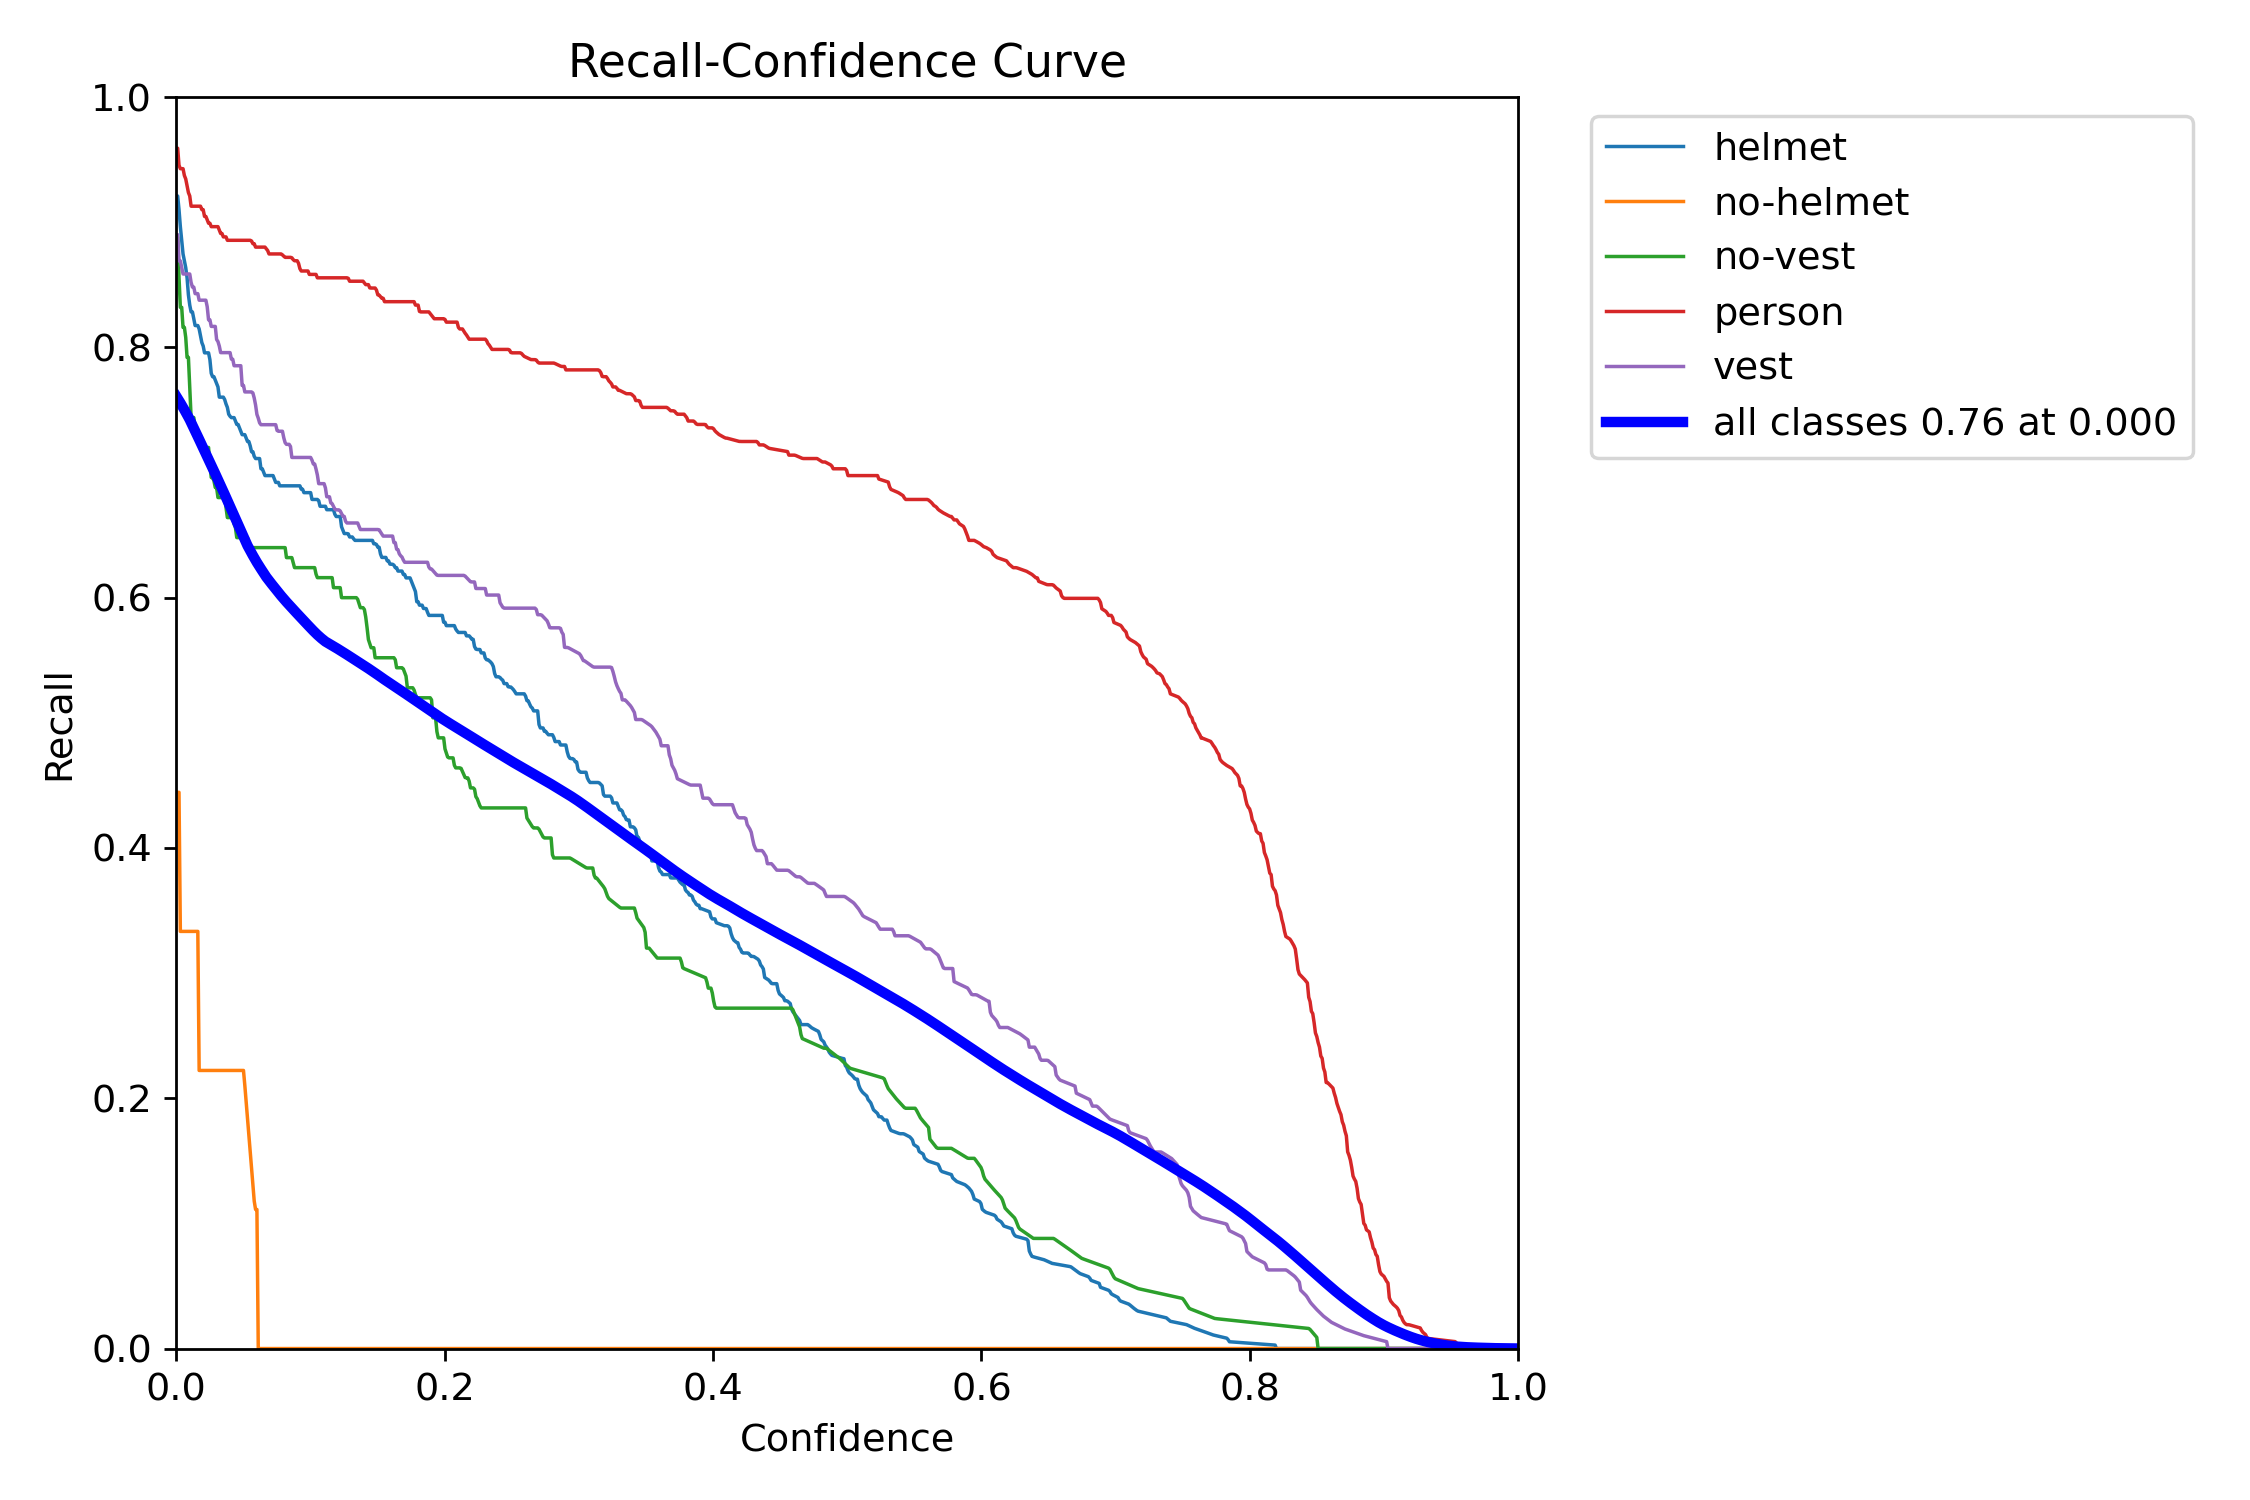 Recall-Confidence Curve
1.0
0.8
0.6
0.4
0.2
0.0
Recall
0.0 0.2 0.4 0.6 0.8 1.0
Confidence
helmet
no-helmet
no-vest
person
vest
all classes 0.76 at 0.000